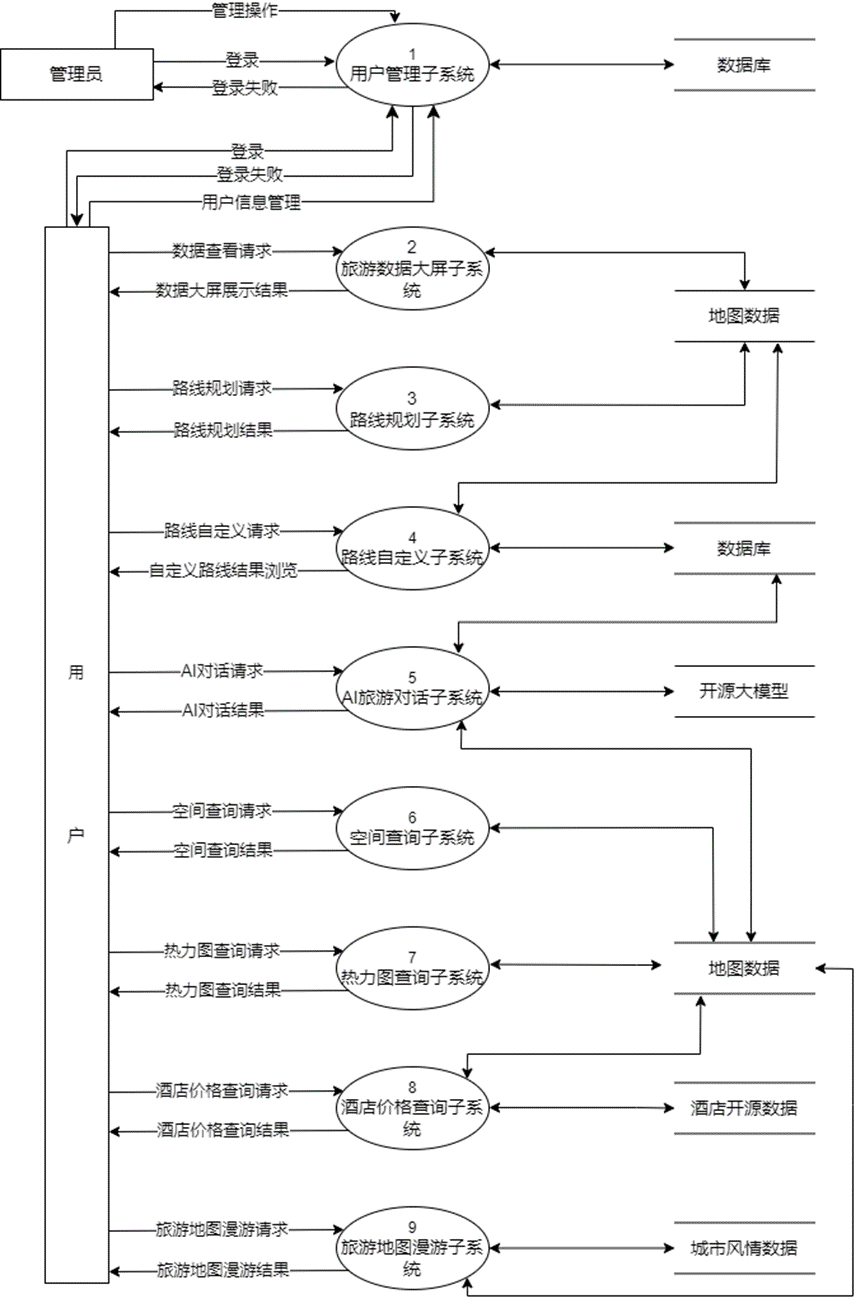 管理操作
管理员
登录
登录失败
1
用户管理子系统
数据库
登录
登录失败
用户信息管理
数据查看请求
数据大屏展示结果
2
旅游数据大屏子系
统
地图数据
路线规划请求
路线规划结果
3
路线规划子系统
路线自定义请求
自定义路线结果浏览
4
路线自定义子系统
数据库
用
户
AI对话请求
AI对话结果
5
AI旅游对话子系统
开源大模型
空间查询请求
空间查询结果
6
空间查询子系统
热力图查询请求
热力图查询结果
7
热力图查询子系统
地图数据
酒店价格查询请求
酒店价格查询结果
8
酒店价格查询子系
统
酒店开源数据
旅游地图漫游请求
旅游地图漫游结果
9
旅游地图漫游子系
统
城市风情数据